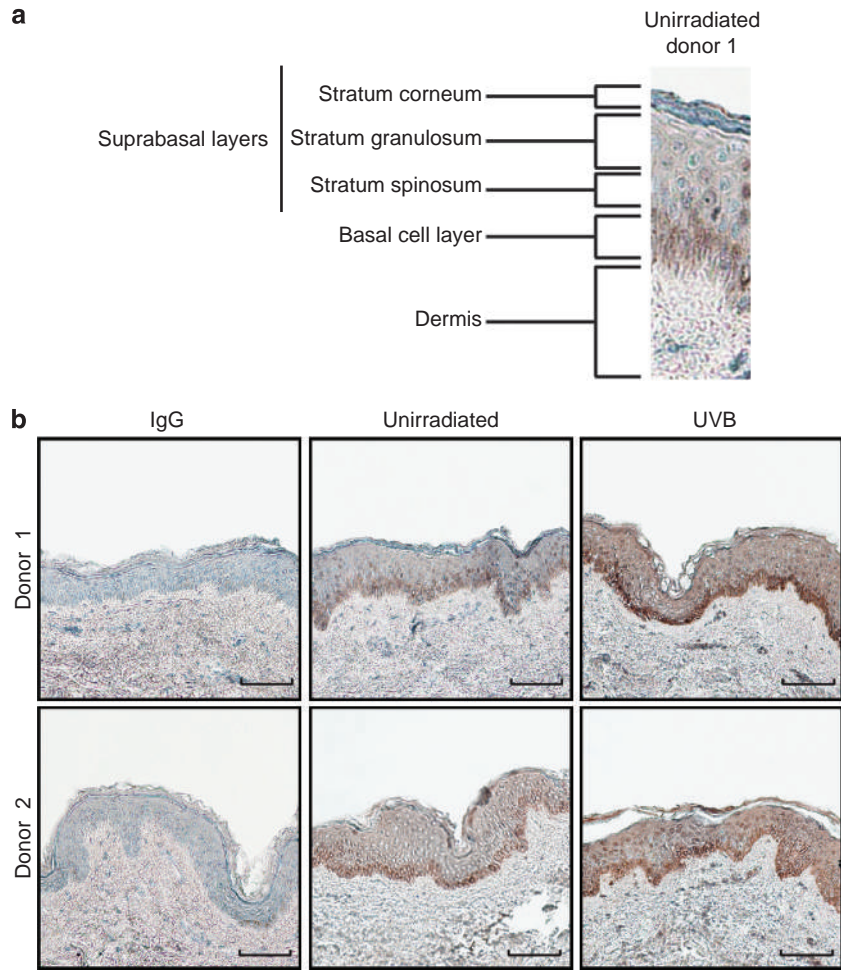 a
Unirradiated
donor 1
Stratum corneum
Suprabasal layers
Stratum granulosum
Stratum spinosum
Basal cell layer
Dermis
b
IgG
Unirradiated
UVB
Donor 1
Donor 2